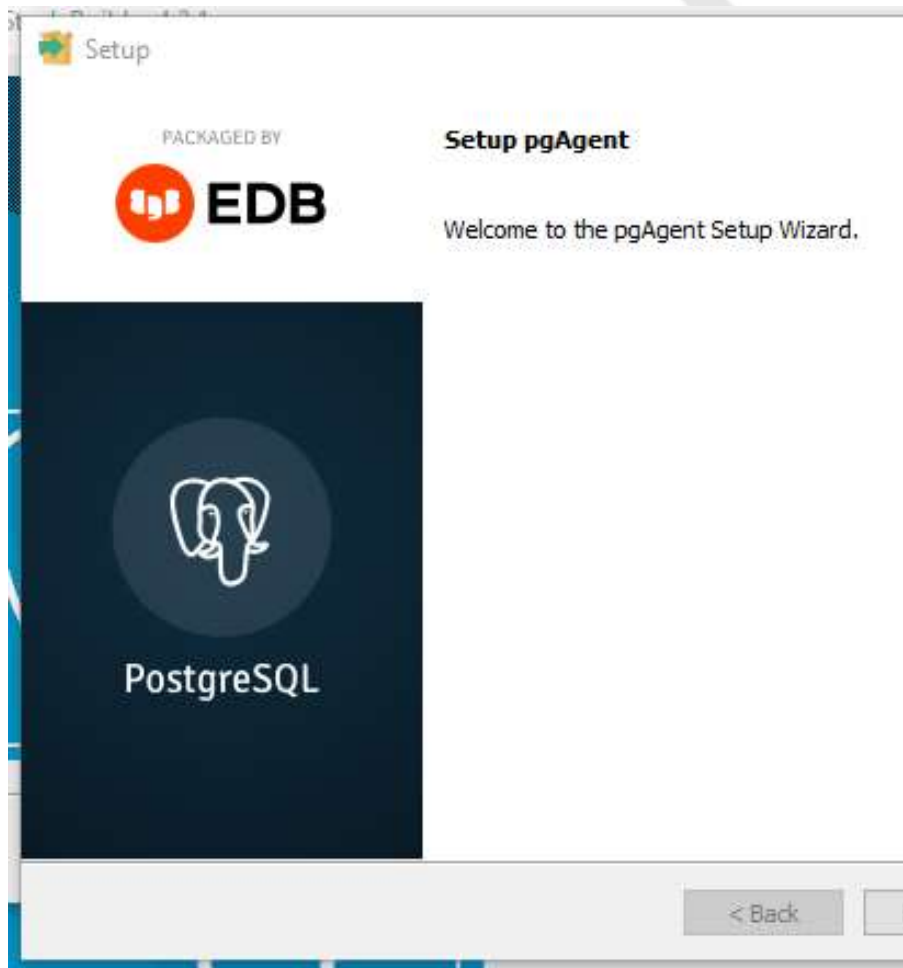 Setup
PACKAGED BY
EDB
Setup pgAgent
Welcome to the pgAgent Setup Wizard.
PostgreSQL
< Back